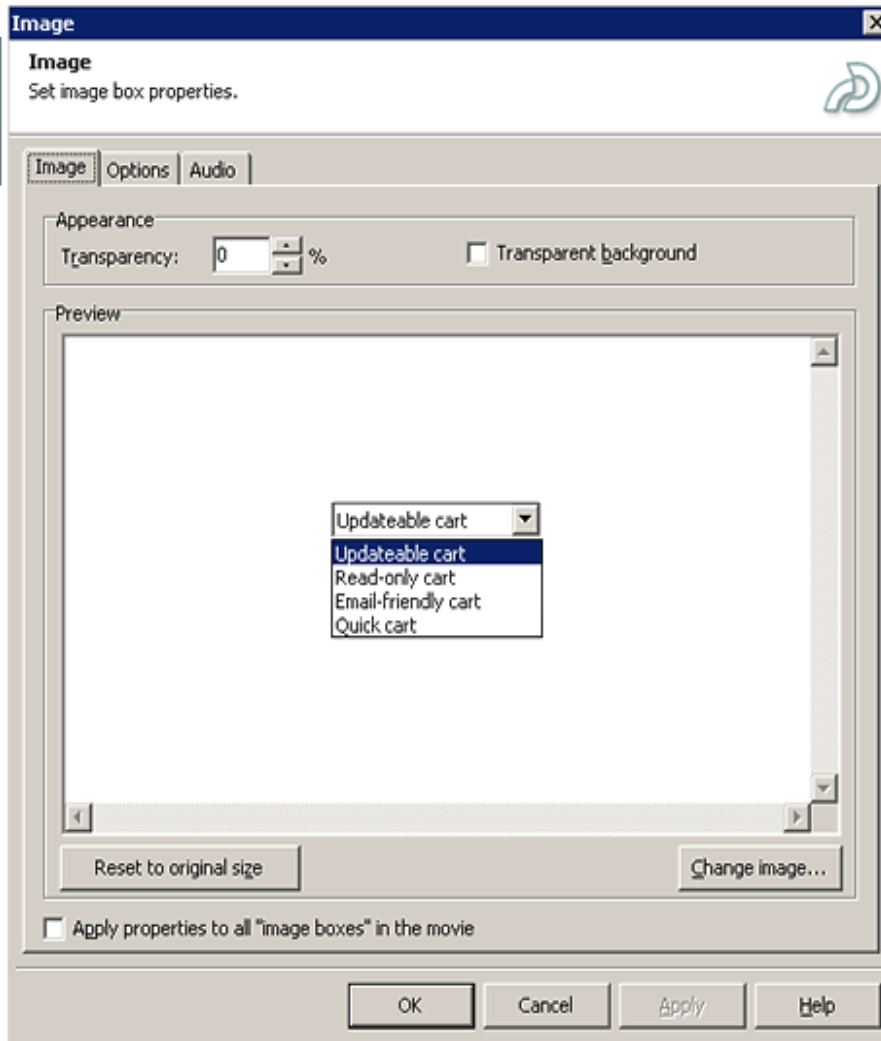 Image
Image
Set image box properties.
Image Options Audio
Appearance
Transparency: 0 % Transparent background
Preview
Updateable cart
Updateable cart
Read-only cart
Email-friendly cart
Quick cart
Reset to original size Change image...
Apply properties to all "image boxes" in the movie
OK Cancel Apply Help